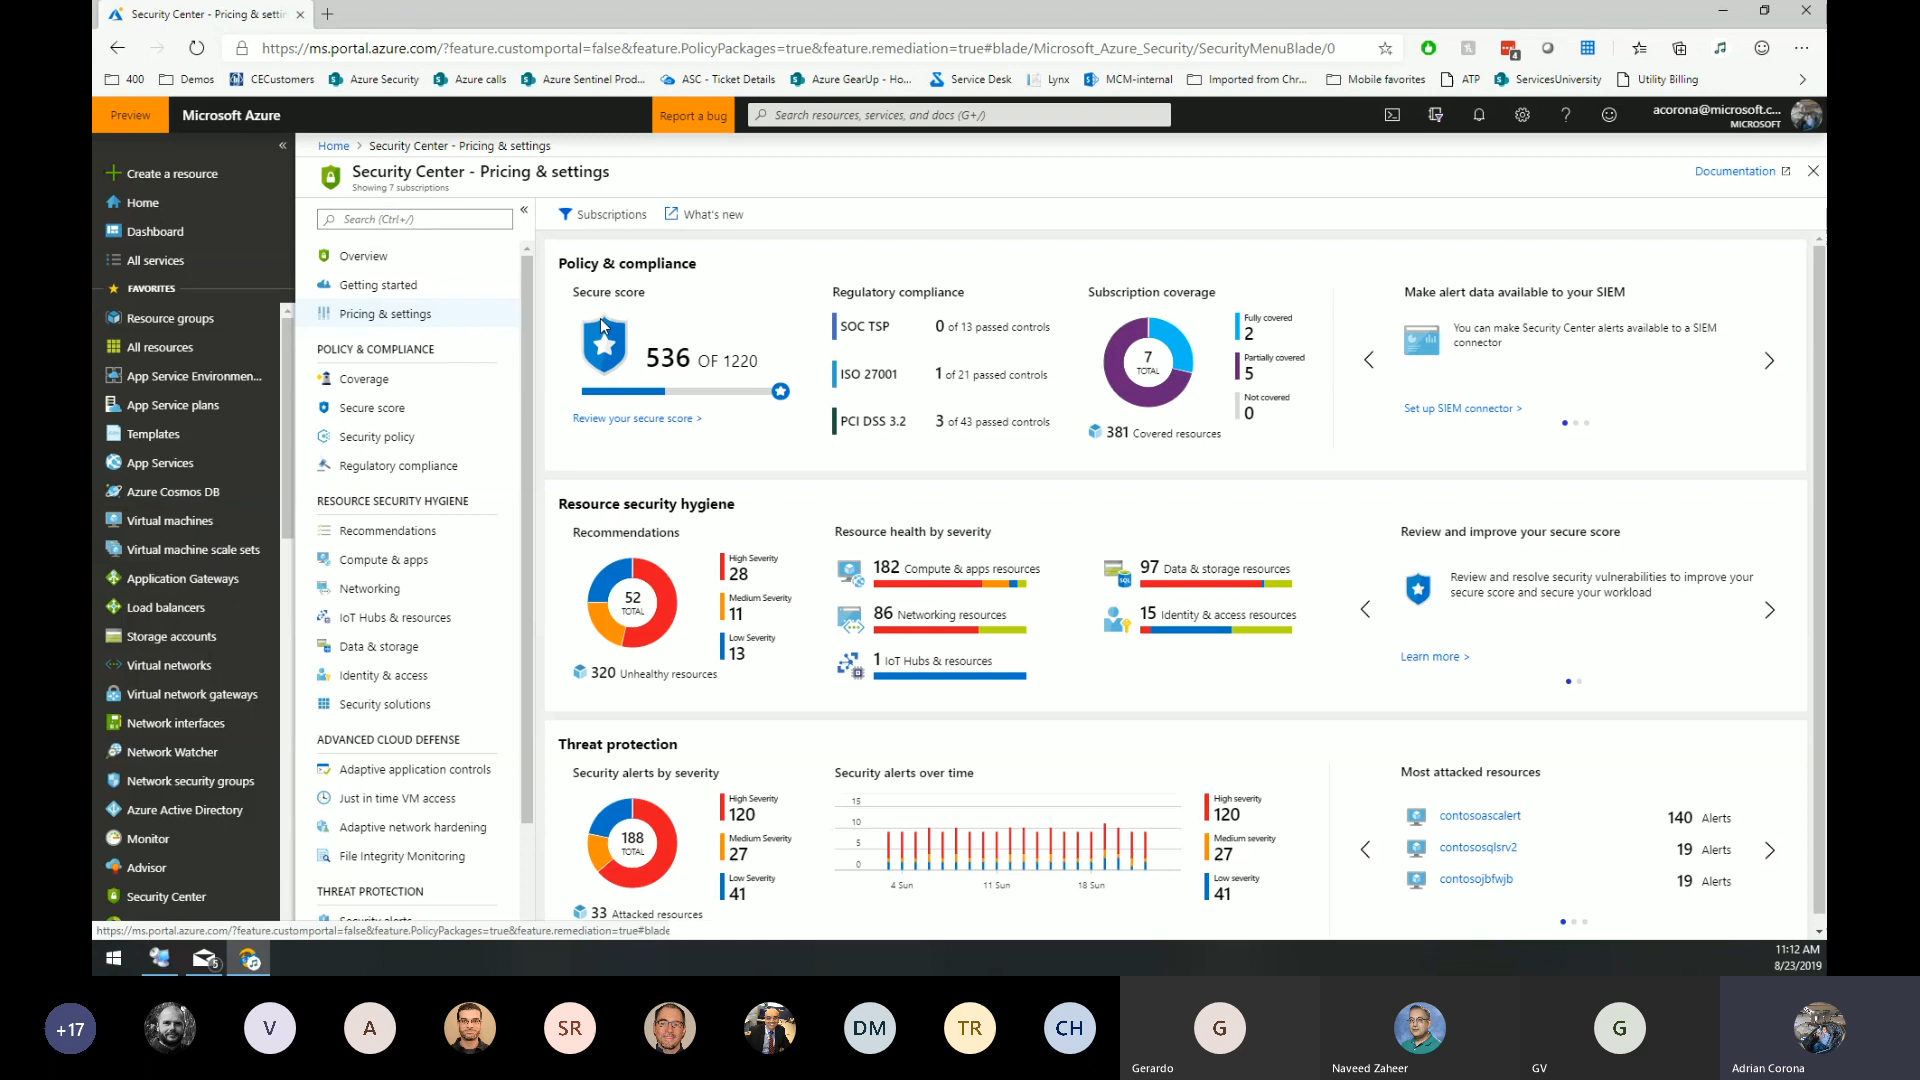 Security Center - Pricing & settin
https://ms.portal.azure.com/?feature.customportal=false&feature.PolicyPackages=true&feature.remediation=true#blade/Microsoft_Azure_Security/SecurityMenuBlade/0
4
400
Demos
CECustomers
Azure Security
Azure calls
Azure Sentinel Prod...
ASC - Ticket Details
Azure GearUp - Ho...
Service Desk
Lynx
MCM-internal
Imported from Chr...
Mobile favorites
ATP
ServicesUniversity
Utility Billing
Preview
Microsoft Azure
Report a bug
Search resources, services, and docs (G+/)
acorona@microsoft.c...
MICROSOFT
Create a resource
Home
Dashboard
All services
FAVORITES
Resource groups
All resources
App Service Environmen...
App Service plans
Templates
App Services
Azure Cosmos DB
Virtual machines
Virtual machine scale sets
Application Gateways
Load balancers
Storage accounts
Virtual networks
Virtual network gateways
Network interfaces
Network Watcher
Network security groups
Azure Active Directory
Monitor
Advisor
Security Center
Home > Security Center - Pricing & settings
Security Center - Pricing & settings
Showing 7 subscriptions
Documentation
Search (Ctrl+/)
Overview
Getting started
Pricing & settings
POLICY & COMPLIANCE
Coverage
Secure score
Security policy
Regulatory compliance
RESOURCE SECURITY HYGIENE
Recommendations
Compute & apps
Networking
IoT Hubs & resources
Data & storage
Identity & access
Security solutions
ADVANCED CLOUD DEFENSE
Adaptive application controls
Just in time VM access
Adaptive network hardening
File Integrity Monitoring
THREAT PROTECTION
Security alerts
Subscriptions
What's new
Policy & compliance
Secure score
536 OF 1220
Review your secure score >
Regulatory compliance
SOC TSP 0 of 13 passed controls
ISO 27001 1 of 21 passed controls
PCI DSS 3.2 3 of 43 passed controls
Subscription coverage
7
TOTAL
Fully covered
2
Partially covered
5
Not covered
0
381 Covered resources
Make alert data available to your SIEM
You can make Security Center alerts available to a SIEM
connector
Set up SIEM connector >
Resource security hygiene
Recommendations
52
TOTAL
High Severity
28
Medium Severity
11
Low Severity
13
320 Unhealthy resources
Resource health by severity
182 Compute & apps resources
97 Data & storage resources
86 Networking resources
15 Identity & access resources
1 IoT Hubs & resources
Review and improve your secure score
Review and resolve security vulnerabilities to improve your
secure score and secure your workload
Learn more >
Threat protection
Security alerts by severity
188
TOTAL
High Severity
120
Medium Severity
27
Low Severity
41
33 Attacked resources
Security alerts over time
15
10
5
0
4 Sun
11 Sun
18 Sun
High severity
120
Medium severity
27
Low severity
41
Most attacked resources
contosoascalert 140 Alerts
contososqlsrv2 19 Alerts
contosojbfwjb 19 Alerts
https://ms.portal.azure.com/?feature.customportal=false&feature.PolicyPackages=true&feature.remediation=true#blade
5
11:12 AM
8/23/2019
+17
V
A
SR
DM
TR
CH
G
G
Gerardo
Naveed Zaheer
GV
Adrian Corona